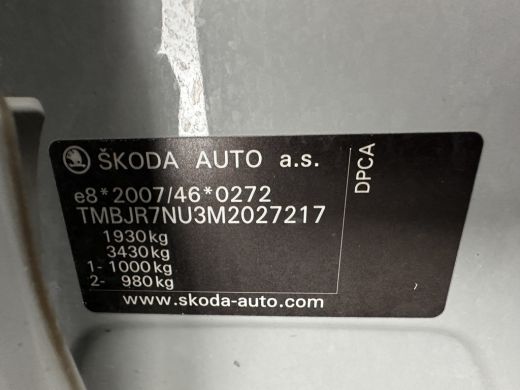 ŠKODA AUTO a.s.
e8*2007/46*0272
TMBJR7NU3M2027217
1930kg
3430kg
1- 1000kg
2- 980kg
www.skoda-auto.com
DPCA